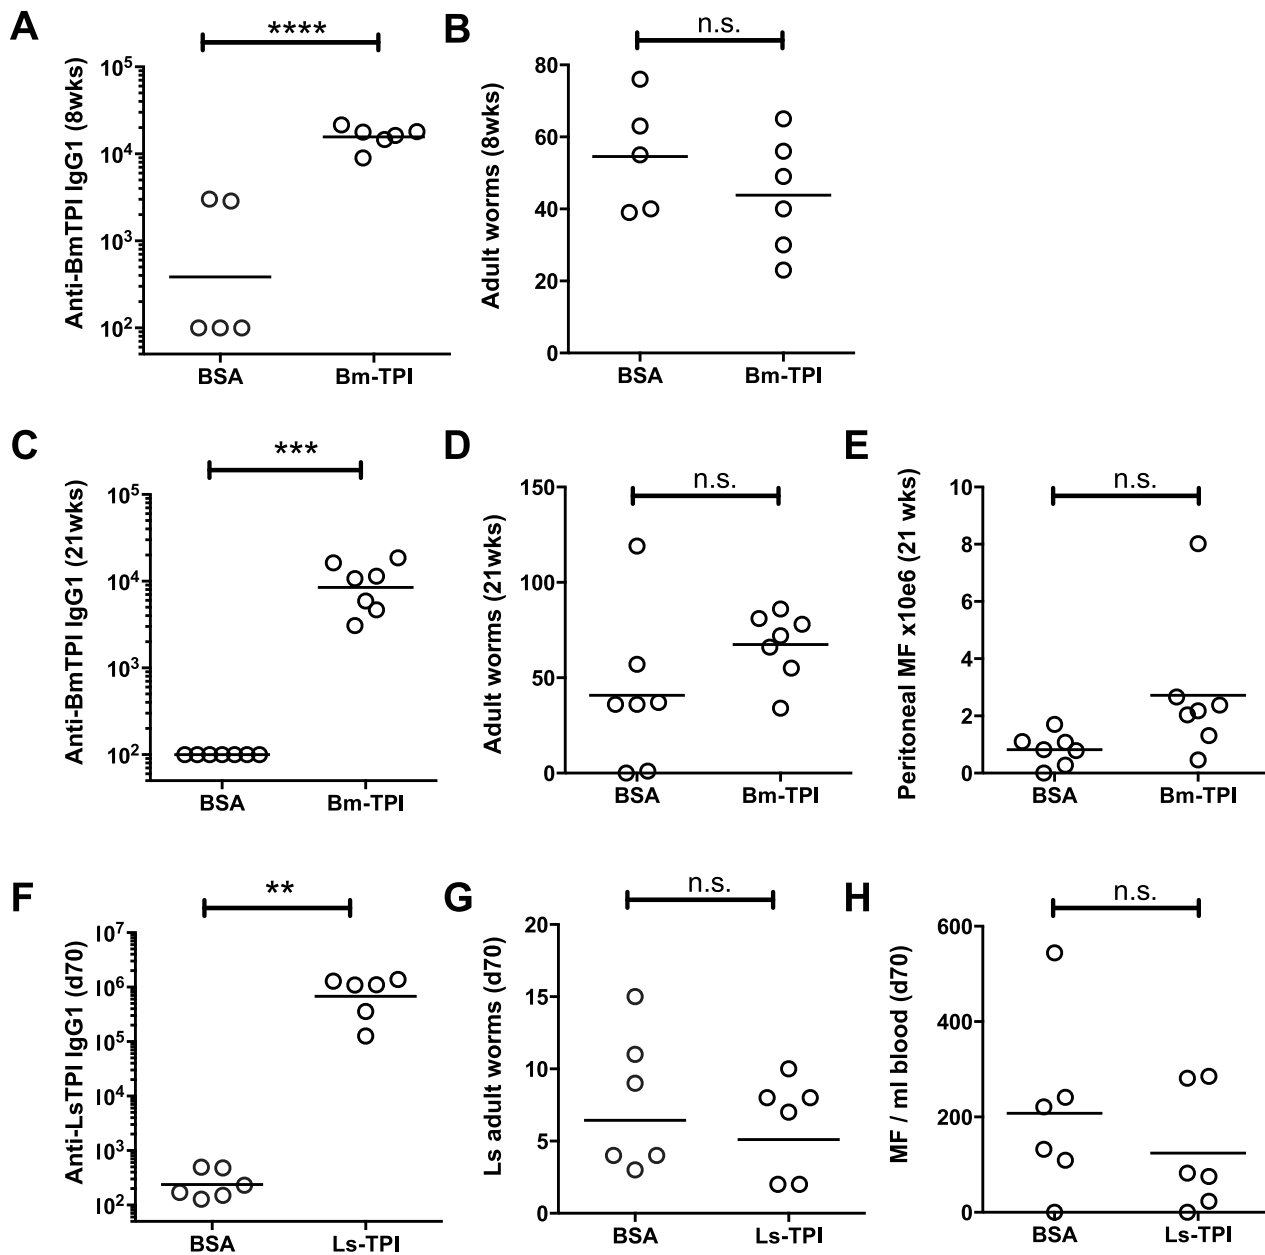 A
****
Anti-BmTPI IgG1 (8wks)
10^5
10^4
10^3
10^2
BSA
Bm-TPI
B
n.s.
Adult worms (8wks)
80
60
40
20
0
BSA
Bm-TPI
C
***
Anti-BmTPI IgG1 (21wks)
10^5
10^4
10^3
10^2
BSA
Bm-TPI
D
n.s.
Adult worms (21wks)
150
100
50
0
BSA
Bm-TPI
E
n.s.
Peritoneal MF x10e6 (21 wks)
10
8
6
4
2
0
BSA
Bm-TPI
F
**
Anti-LsTPI IgG1 (d70)
10^7
10^6
10^5
10^4
10^3
10^2
BSA
Ls-TPI
G
n.s.
Ls adult worms (d70)
20
15
10
5
0
BSA
Ls-TPI
H
n.s.
MF / ml blood (d70)
600
400
200
0
BSA
Ls-TPI